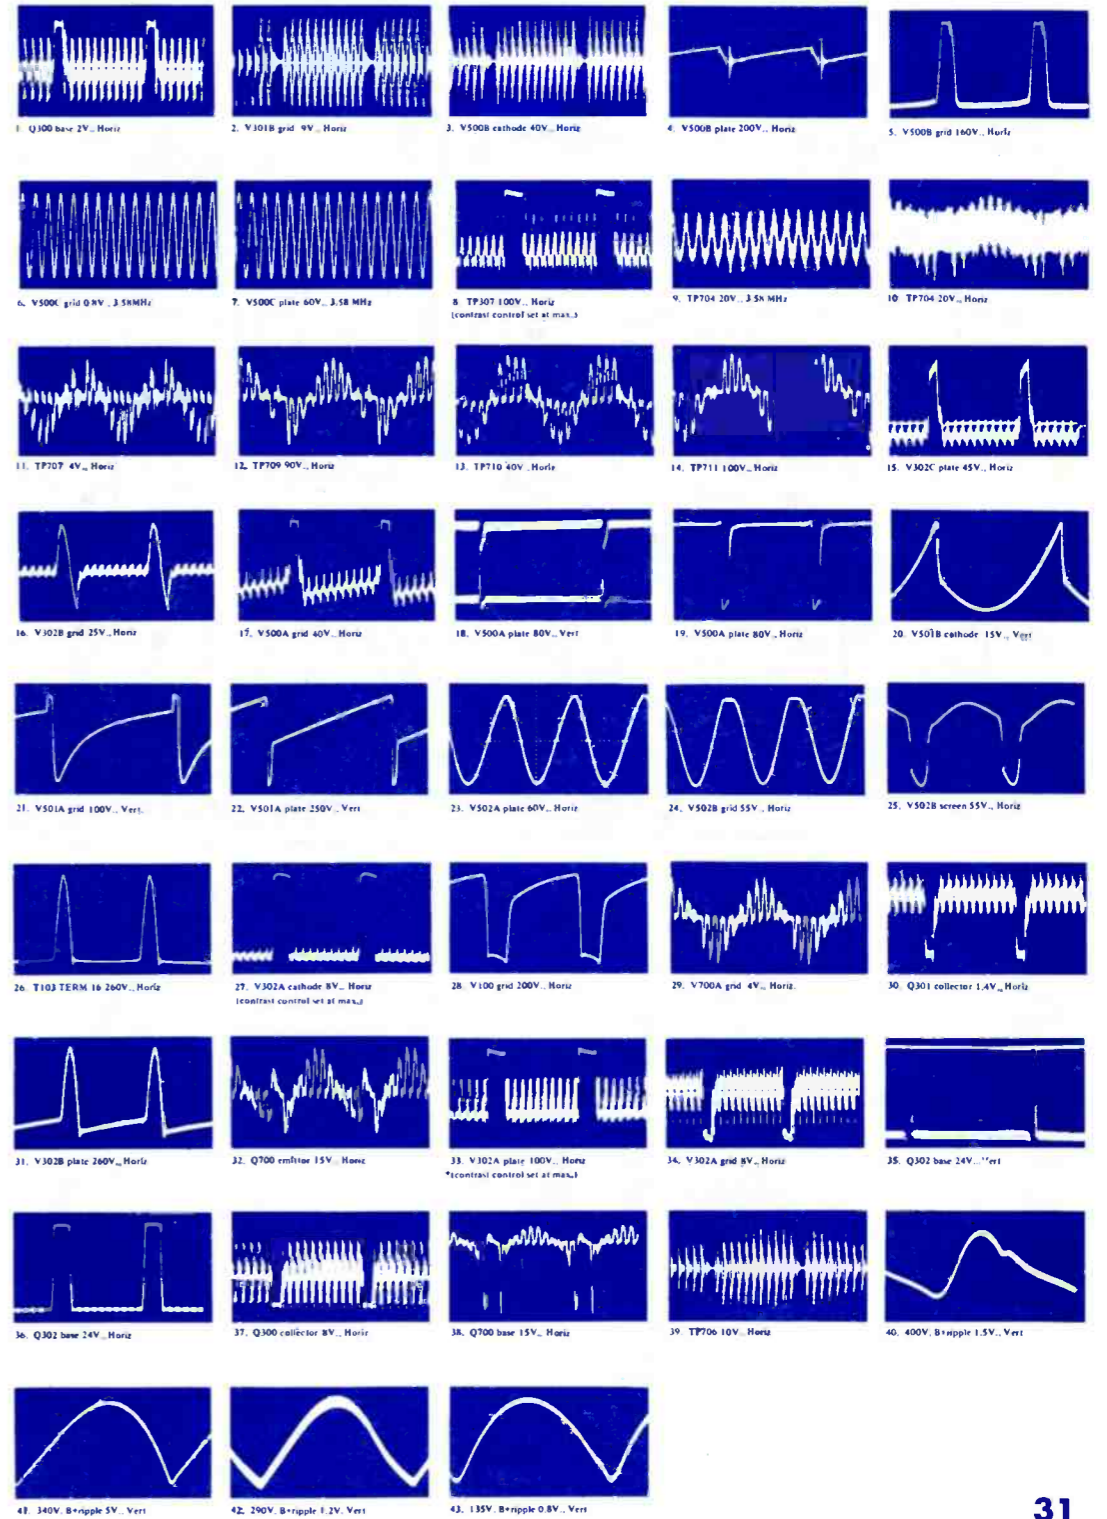 1. Q300 base 2V., Horiz
2. V301B grid 9V., Horiz
3. V500B cathode 40V., Horiz
4. V500B plate 200V., Horiz
5. V500B grid 160V., Horiz
6. V500C grid 0.8V., 3.58MHz
7. V500C plate 60V., 3.58 MHz
8. TP307 100V., Horiz
(contrast control set at max.)
9. TP704 20V., 3.58 MHz
10. TP704 20V., Horiz
11. TP707 4V., Horiz
12. TP709 90V., Horiz
13. TP710 40V., Horiz
14. TP711 100V., Horiz
15. V302C plate 45V., Horiz
16. V302B grid 25V., Horiz
17. V500A grid 40V., Horiz
18. V500A plate 80V., Vert
19. V500A plate 80V., Horiz
20. V501B cathode 15V., Vert
21. V501A grid 100V., Vert.
22. V501A plate 250V., Vert
23. V502A plate 60V., Horiz
24. V502B grid 55V., Horiz
25. V502B screen 55V., Horiz
26. T103 TERM 16 260V., Horiz
27. V302A cathode 8V., Horiz
(contrast control set at max.)
28. V100 grid 200V., Horiz
29. V700A grid 4V., Horiz.
30. Q301 collector 1.4V., Horiz
31. V302B plate 260V., Horiz
32. Q700 emitter 15V., Horiz
33. V302A plate 100V., Horiz
*(contrast control set at max.)
34. V302A grid 8V., Horiz
35. Q302 base 24V., Vert
36. Q302 base 24V., Horiz
37. Q300 collector 8V., Horiz
38. Q700 base 15V., Horiz
39. TP706 10V., Horiz
40. 400V, B+ripple 1.5V., Vert
41. 340V, B+ripple 5V., Vert
42. 290V, B+ripple 1.2V, Vert
43. 135V, B+ripple 0.8V., Vert
31